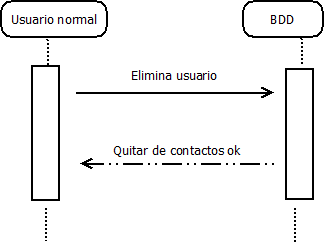 Usuario normal
BDD
Elimina usuario
Quitar de contactos ok